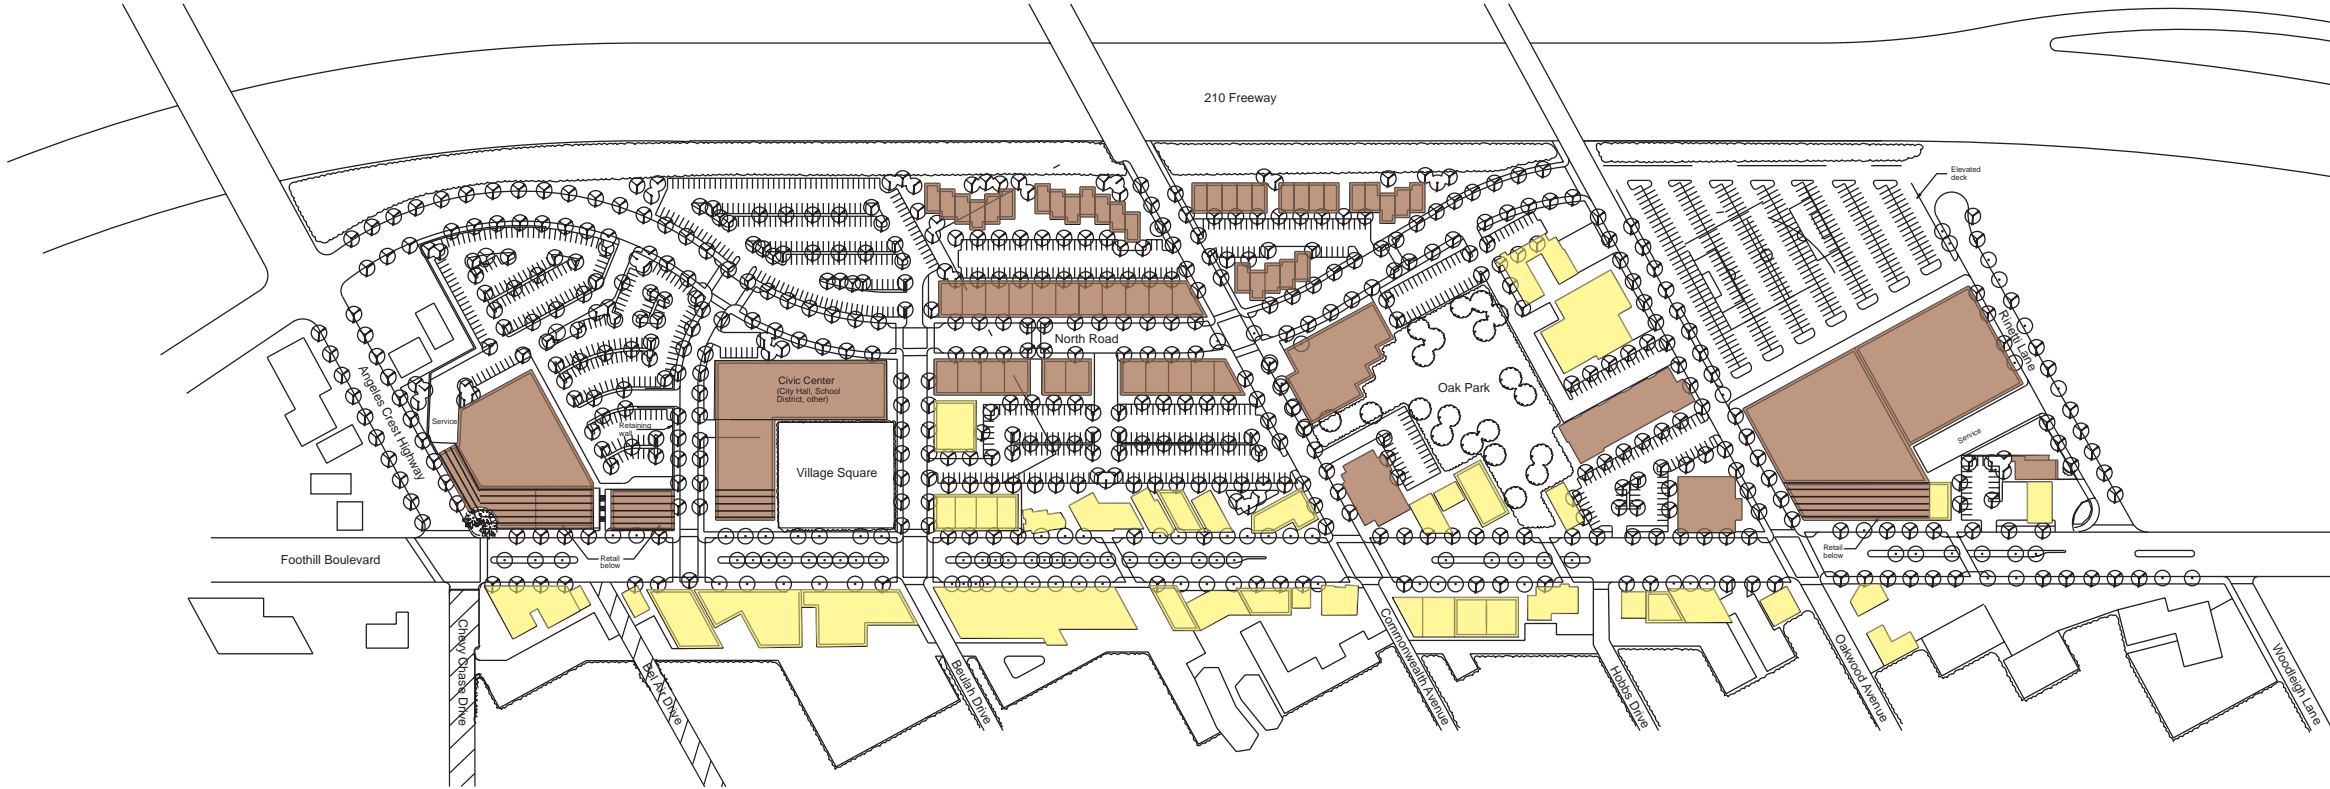 210 Freeway
Elevated
deck
North Road
Rinetti Lane
Angeles Crest Highway
Civic Center
(City Hall, School
District, other)
Oak Park
Service
Retaining
wall
Village Square
Service
Foothill Boulevard
Retail
below
Retail
below
Chevy Chase Drive
Bel Air Drive
Beulah Drive
Commonwealth Avenue
Hobbs Drive
Oakwood Avenue
Woodleigh Lane